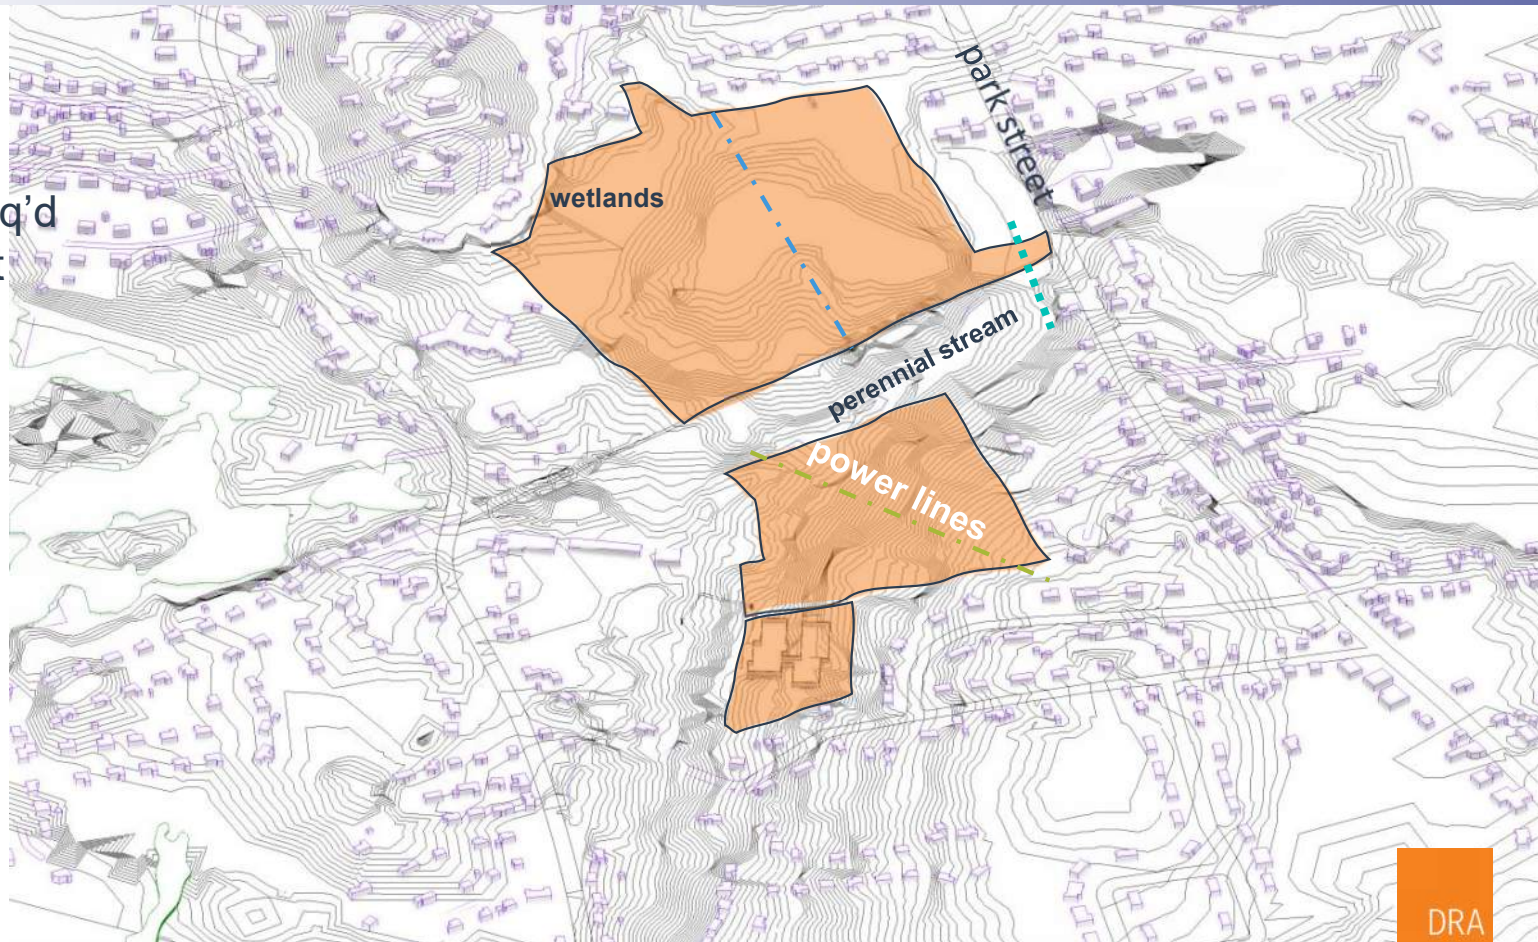 park street
q’d
wetlands
perennial stream
power lines
DRA